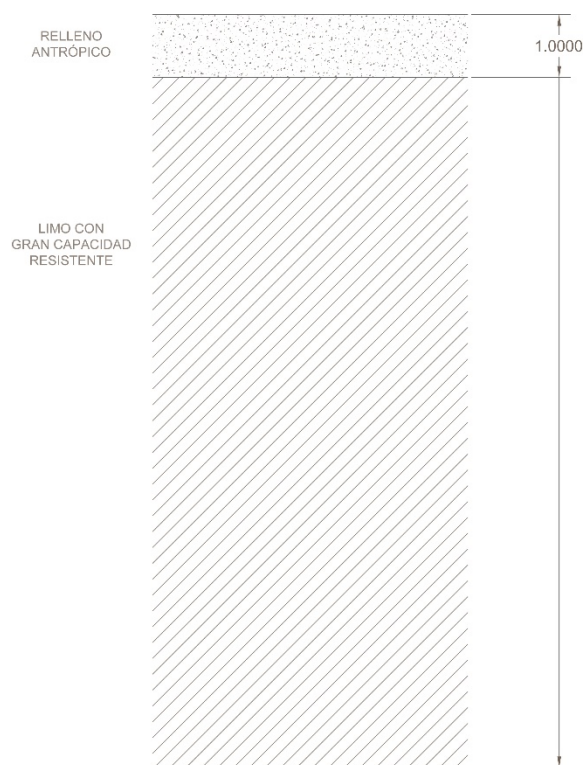 RELLENO
ANTRÓPICO
1.0000
LIMO CON
GRAN CAPACIDAD
RESISTENTE